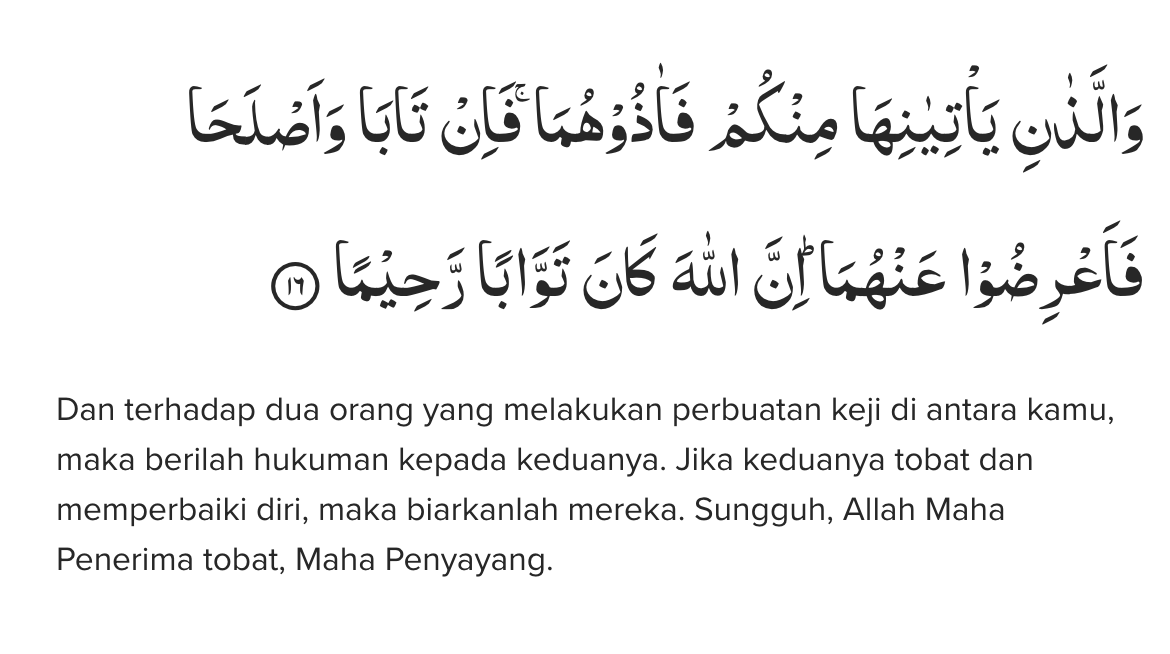 وَالَّذٰنِ يَأْتِيٰنِهَا مِنْكُمْ فَاٰذُوْهُمَا ۚ فَاِنْ تَابَا وَاَصْلَحَا
فَاَعْرِضُوْا عَنْهُمَا ۗ اِنَّ اللّٰهَ كَانَ تَوَّابًا رَّحِيْمًا ١٦
Dan terhadap dua orang yang melakukan perbuatan keji di antara kamu,
maka berilah hukuman kepada keduanya. Jika keduanya tobat dan
memperbaiki diri, maka biarkanlah mereka. Sungguh, Allah Maha
Penerima tobat, Maha Penyayang.